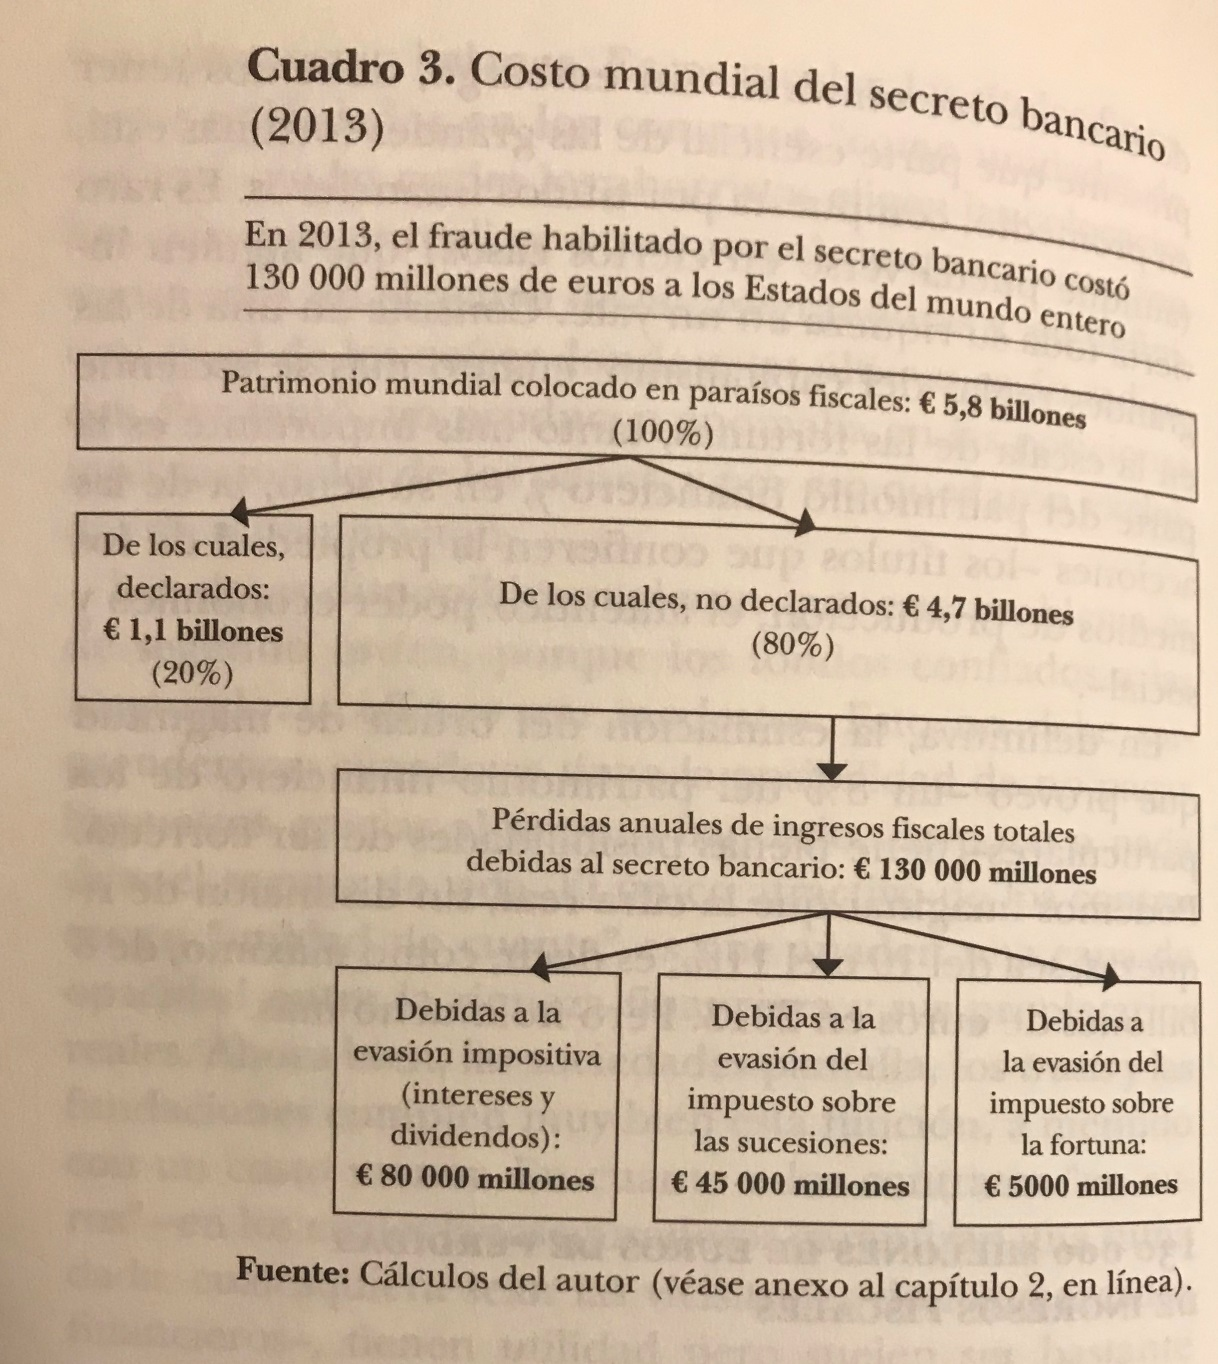 Cuadro 3. Costo mundial del secreto bancario
(2013)
En 2013, el fraude habilitado por el secreto bancario costó
130 000 millones de euros a los Estados del mundo entero
Patrimonio mundial colocado en paraísos fiscales: € 5,8 billones
(100%)
De los cuales,
declarados:
€ 1,1 billones
(20%)
De los cuales, no declarados: € 4,7 billones
(80%)
Pérdidas anuales de ingresos fiscales totales
debidas al secreto bancario: € 130 000 millones
Debidas a la
evasión impositiva
(intereses y
dividendos):
€ 80 000 millones
Debidas a la
evasión del
impuesto sobre
las sucesiones:
€ 45 000 millones
Debidas a
la evasión del
impuesto sobre
la fortuna:
€ 5000 millones
Fuente: Cálculos del autor (véase anexo al capítulo 2, en línea).